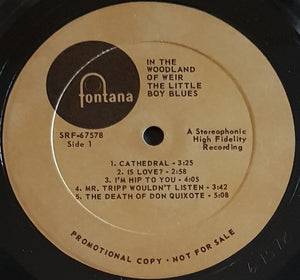 fontana
IN THE
WOODLAND
OF WEIR
THE LITTLE
BOY BLUES
SRF-67578
Side 1
A Stereophonic
High Fidelity
Recording
1. CATHEDRAL - 3:25
2. IS LOVE? - 2:58
3. I'M HIP TO YOU - 4:05
4. MR. TRIPP WOULDN'T LISTEN - 3:42
5. THE DEATH OF DON QUIXOTE - 5:08
PROMOTIONAL COPY • NOT FOR SALE